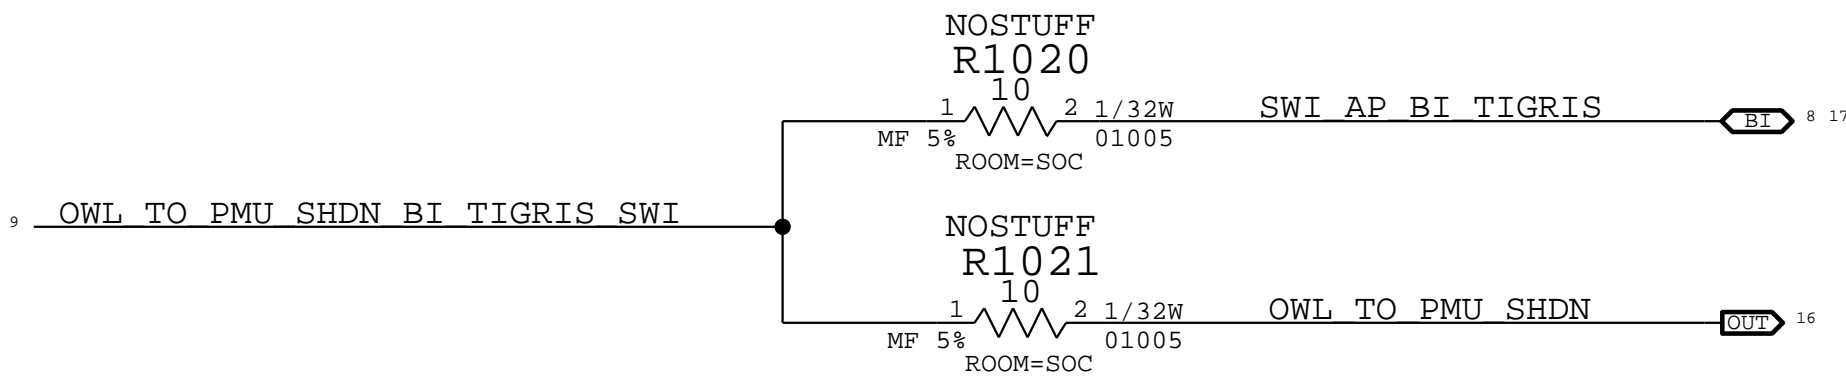 NOSTUFF
R1020
10
1 2 1/32W SWI_AP_BI_TIGRIS BI 8 17
MF 5% 01005
ROOM=SOC
9 OWL_TO_PMU_SHDN_BI_TIGRIS_SWI
NOSTUFF
R1021
10
1 2 1/32W OWL_TO_PMU_SHDN OUT 16
MF 5% 01005
ROOM=SOC